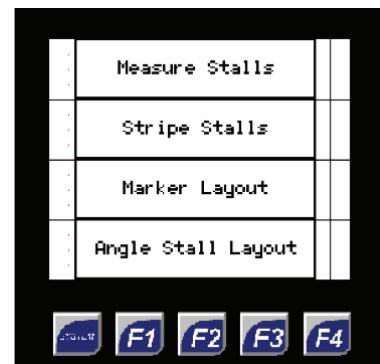 Measure Stalls
Stripe Stalls
Marker Layout
Angle Stall Layout
F1 F2 F3 F4